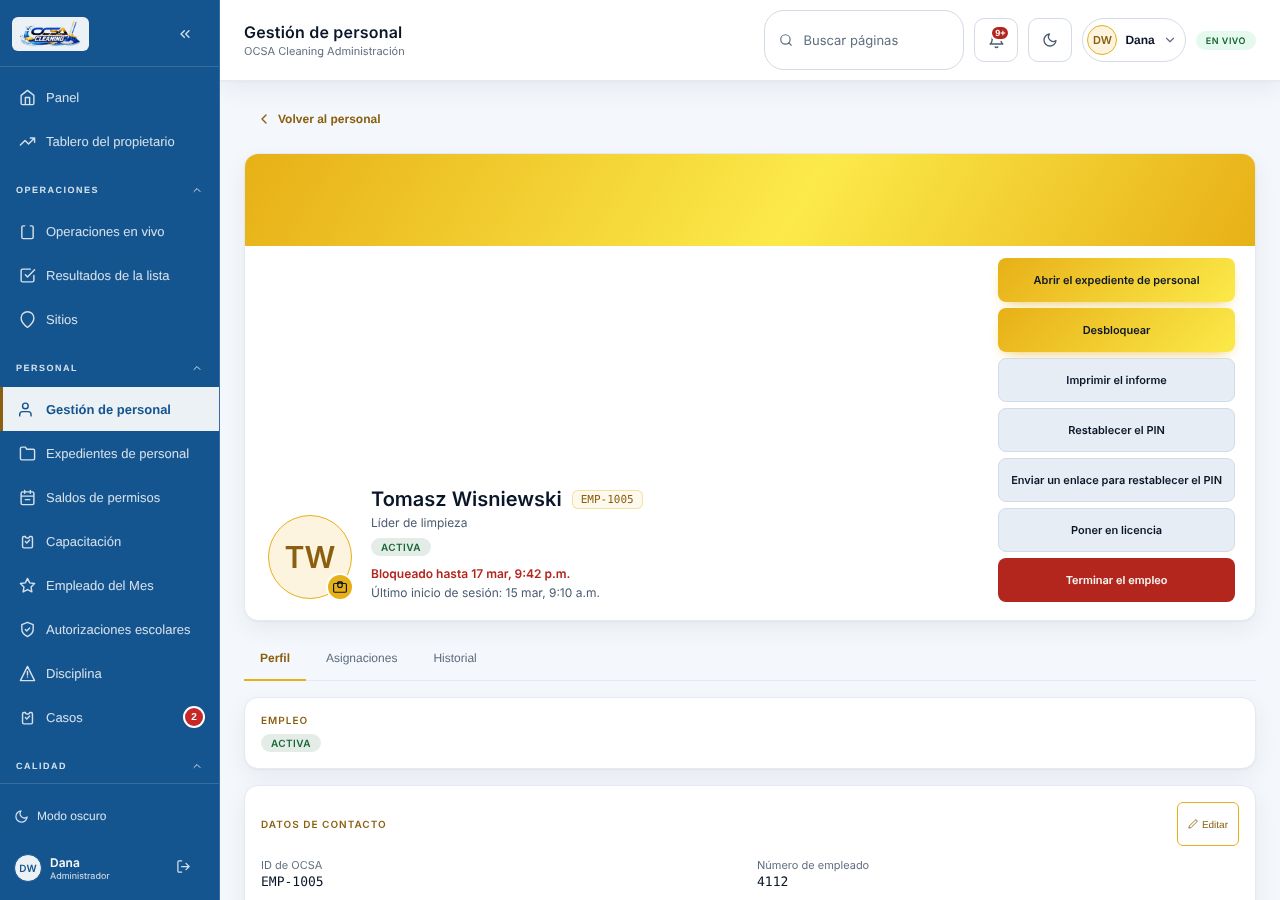 OCSA
CLEANING
Panel
Tablero del propietario
OPERACIONES
Operaciones en vivo
Resultados de la lista
Sitios
PERSONAL
Gestión de personal
Expedientes de personal
Saldos de permisos
Capacitación
Empleado del Mes
Autorizaciones escolares
Disciplina
Casos
2
CALIDAD
Modo oscuro
DW
Dana
Administrador
Gestión de personal
OCSA Cleaning Administración
Buscar páginas
9+
DW
Dana
EN VIVO
Volver al personal
Abrir el expediente de personal
Desbloquear
Imprimir el informe
Restablecer el PIN
Enviar un enlace para restablecer el PIN
Poner en licencia
Terminar el empleo
TW
Tomasz Wisniewski EMP-1005
Líder de limpieza
ACTIVA
Bloqueado hasta 17 mar, 9:42 p.m.
Último inicio de sesión: 15 mar, 9:10 a.m.
Perfil Asignaciones Historial
EMPLEO
ACTIVA
DATOS DE CONTACTO
Editar
ID de OCSA
EMP-1005
Número de empleado
4112